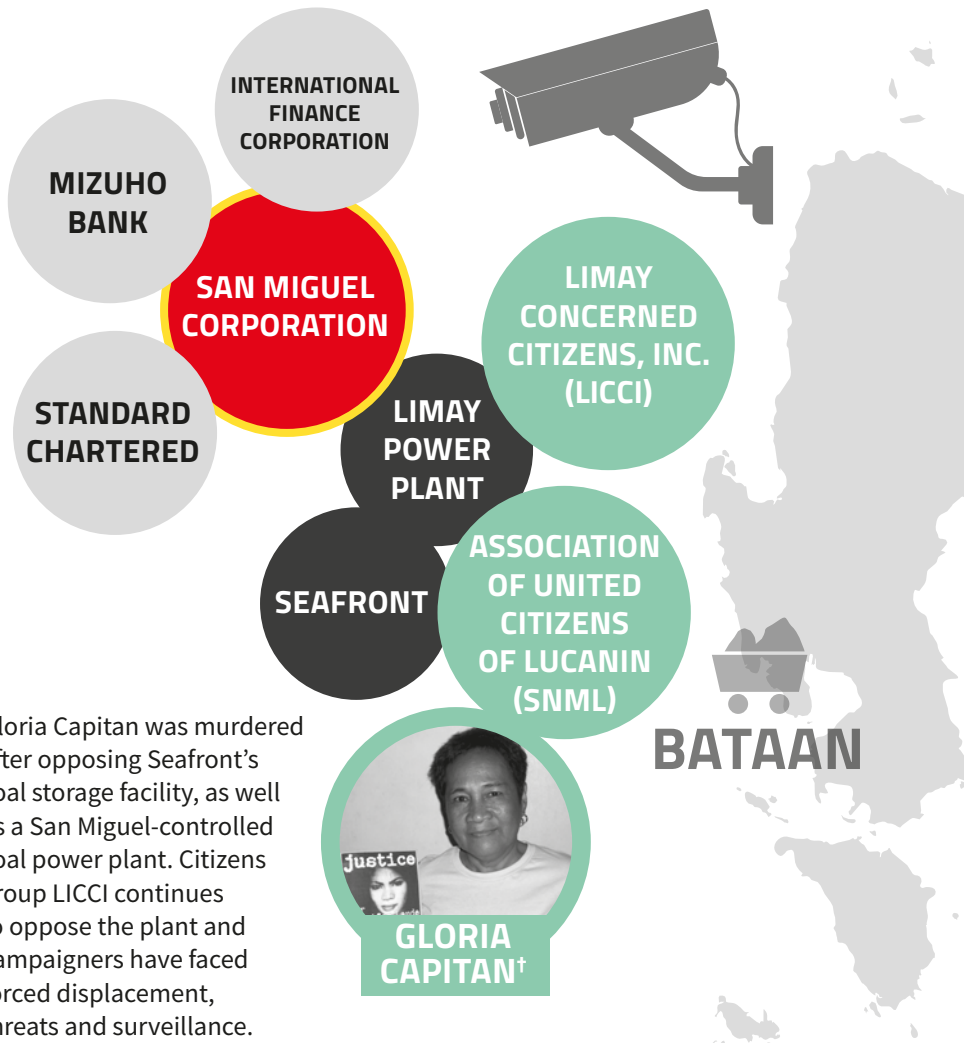 INTERNATIONAL
FINANCE
CORPORATION
MIZUHO
BANK
SAN MIGUEL
CORPORATION
STANDARD
CHARTERED
LIMAY
CONCERNED
CITIZENS, INC.
(LICCI)
LIMAY
POWER
PLANT
SEAFRONT
ASSOCIATION
OF UNITED
CITIZENS
OF LUCANIN
(SNML)
BATAAN
loria Capitan was murdered
fter opposing Seafront’s
oal storage facility, as well
s a San Miguel-controlled
oal power plant. Citizens
roup LICCI continues
o oppose the plant and
ampaigners have faced
orced displacement,
hreats and surveillance.
justice
GLORIA
CAPITAN†